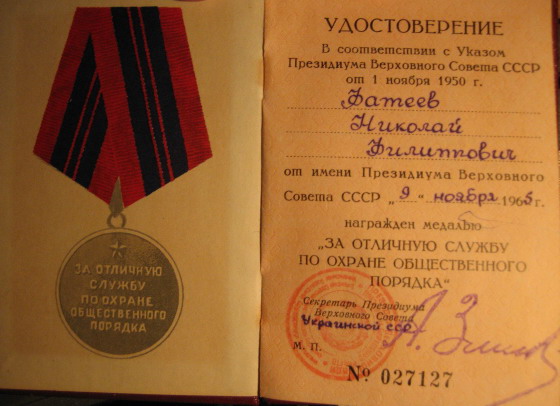 ЗА ОТЛИЧНУЮ
СЛУЖБУ
ПО ОХРАНЕ
ОБЩЕСТВЕННОГО
ПОРЯДКА
УДОСТОВЕРЕНИЕ
В соответствии с Указом
Президиума Верховного Совета СССР
от 1 ноября 1950 г.
Фатеев
Николай
Филиппович
от имени Президиума Верховного
Совета СССР „9" ноября 1965
награжден медалью
„ЗА ОТЛИЧНУЮ СЛУЖБУ
ПО ОХРАНЕ ОБЩЕСТВЕННОГО
ПОРЯДКА"
Секретарь Президиума
Верховного Совета
Украинской ССР
М. П.
№ 027127